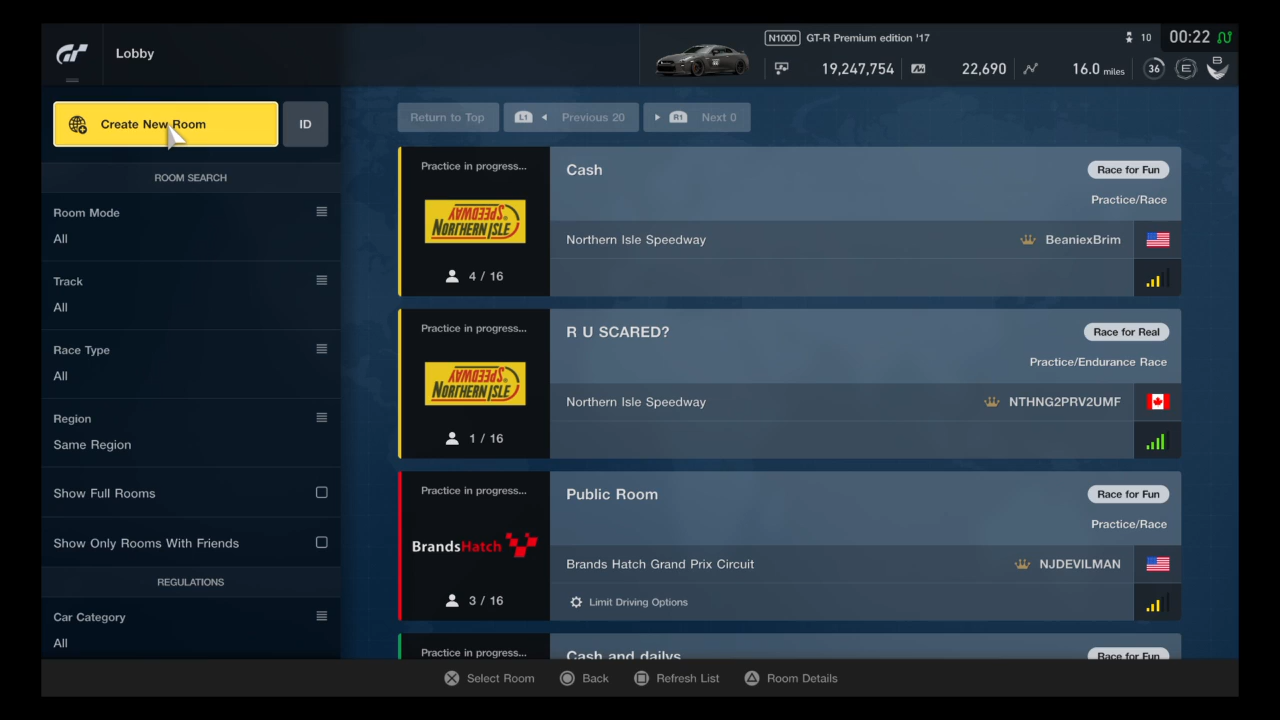 GT
Lobby
N1000 GT-R Premium edition '17
10 00:22
19,247,754 22,690 16.0 miles 36 E B
Create New Room ID
ROOM SEARCH
Room Mode
All
Track
All
Race Type
All
Region
Same Region
Show Full Rooms
Show Only Rooms With Friends
REGULATIONS
Car Category
All
Return to Top L1 Previous 20 R1 Next 0
Practice in progress...
NORTHERN ISLE SPEEDWAY
4 / 16
Cash
Race for Fun
Practice/Race
Northern Isle Speedway BeaniexBrim
Practice in progress...
NORTHERN ISLE SPEEDWAY
1 / 16
R U SCARED?
Race for Real
Practice/Endurance Race
Northern Isle Speedway NTHNG2PRV2UMF
Practice in progress...
BrandsHatch
3 / 16
Public Room
Race for Fun
Practice/Race
Brands Hatch Grand Prix Circuit NJDEVILMAN
Limit Driving Options
Practice in progress...
Cash and dailys
Race for Fun
Select Room Back Refresh List Room Details